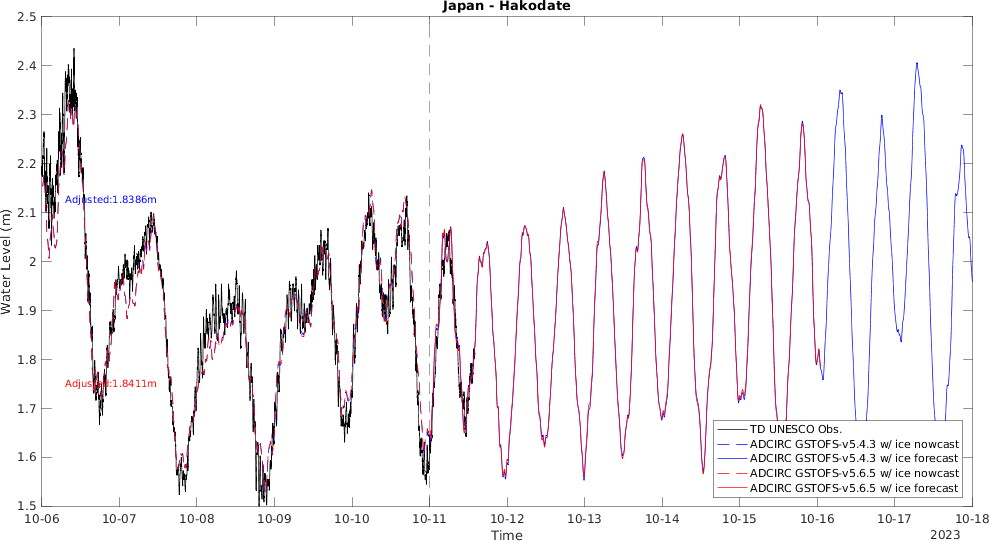 Japan - Hakodate
Water Level (m)
2.5
2.4
2.3
2.2
2.1
2
1.9
1.8
1.7
1.6
1.5
Adjusted:1.8386m
Adjusted:1.8411m
TD UNESCO Obs.
ADCIRC GSTOFS-v5.4.3 w/ ice nowcast
ADCIRC GSTOFS-v5.4.3 w/ ice forecast
ADCIRC GSTOFS-v5.6.5 w/ ice nowcast
ADCIRC GSTOFS-v5.6.5 w/ ice forecast
10-06 10-07 10-08 10-09 10-10 10-11 10-12 10-13 10-14 10-15 10-16 10-17 10-18
Time
2023